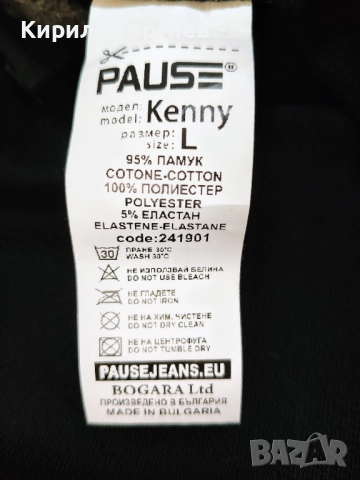 PAUSE®
модел:
model: Kenny
размер:
size: L
95% ПАМУК
COTONE-COTTON
100% ПОЛИЕСТЕР
POLYESTER
5% ЕЛАСТАН
ELASTENE-ELASTANE
code:241901
30 ПРАНЕ 30°C
WASH 30°C
НЕ ИЗПОЛЗВАЙ БЕЛИНА
DO NOT USE BLEACH
НЕ ГЛАДЕТЕ
DO NOT IRON
НЕ НА ХИМ. ЧИСТЕНЕ
DO NOT DRY CLEAN
НЕ НА ЦЕНТРОФУГА
DO NOT TUMBLE DRY
PAUSEJEANS.EU
BOGARA Ltd
ПРОИЗВЕДЕНО В БЪЛГАРИЯ
MADE IN BULGARIA
BAZAR